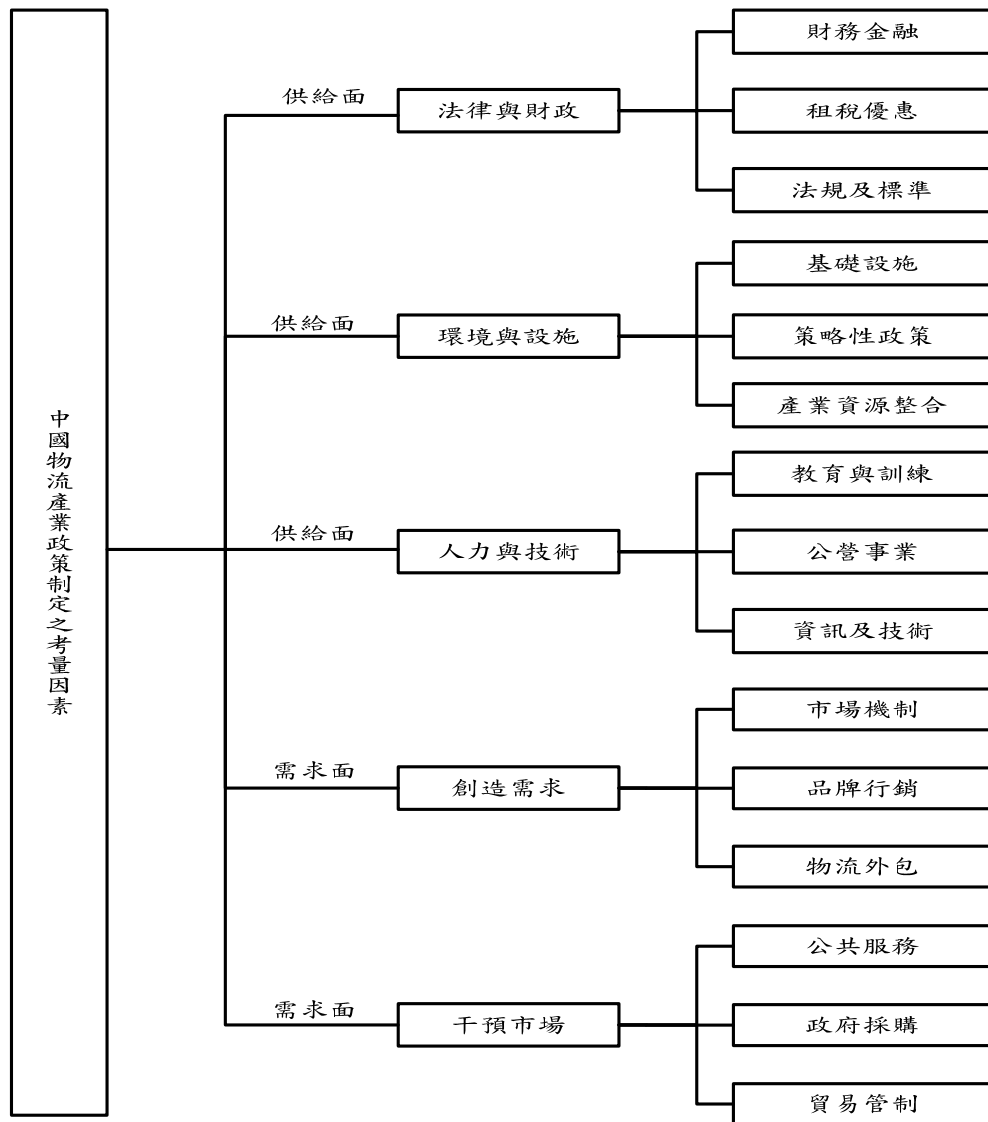 中國物流產業政策制定之考量因素
供給面
法律與財政
財務金融
租稅優惠
法規及標準
供給面
環境與設施
基礎設施
策略性政策
產業資源整合
供給面
人力與技術
教育與訓練
公營事業
資訊及技術
需求面
創造需求
市場機制
品牌行銷
物流外包
需求面
干預市場
公共服務
政府採購
貿易管制